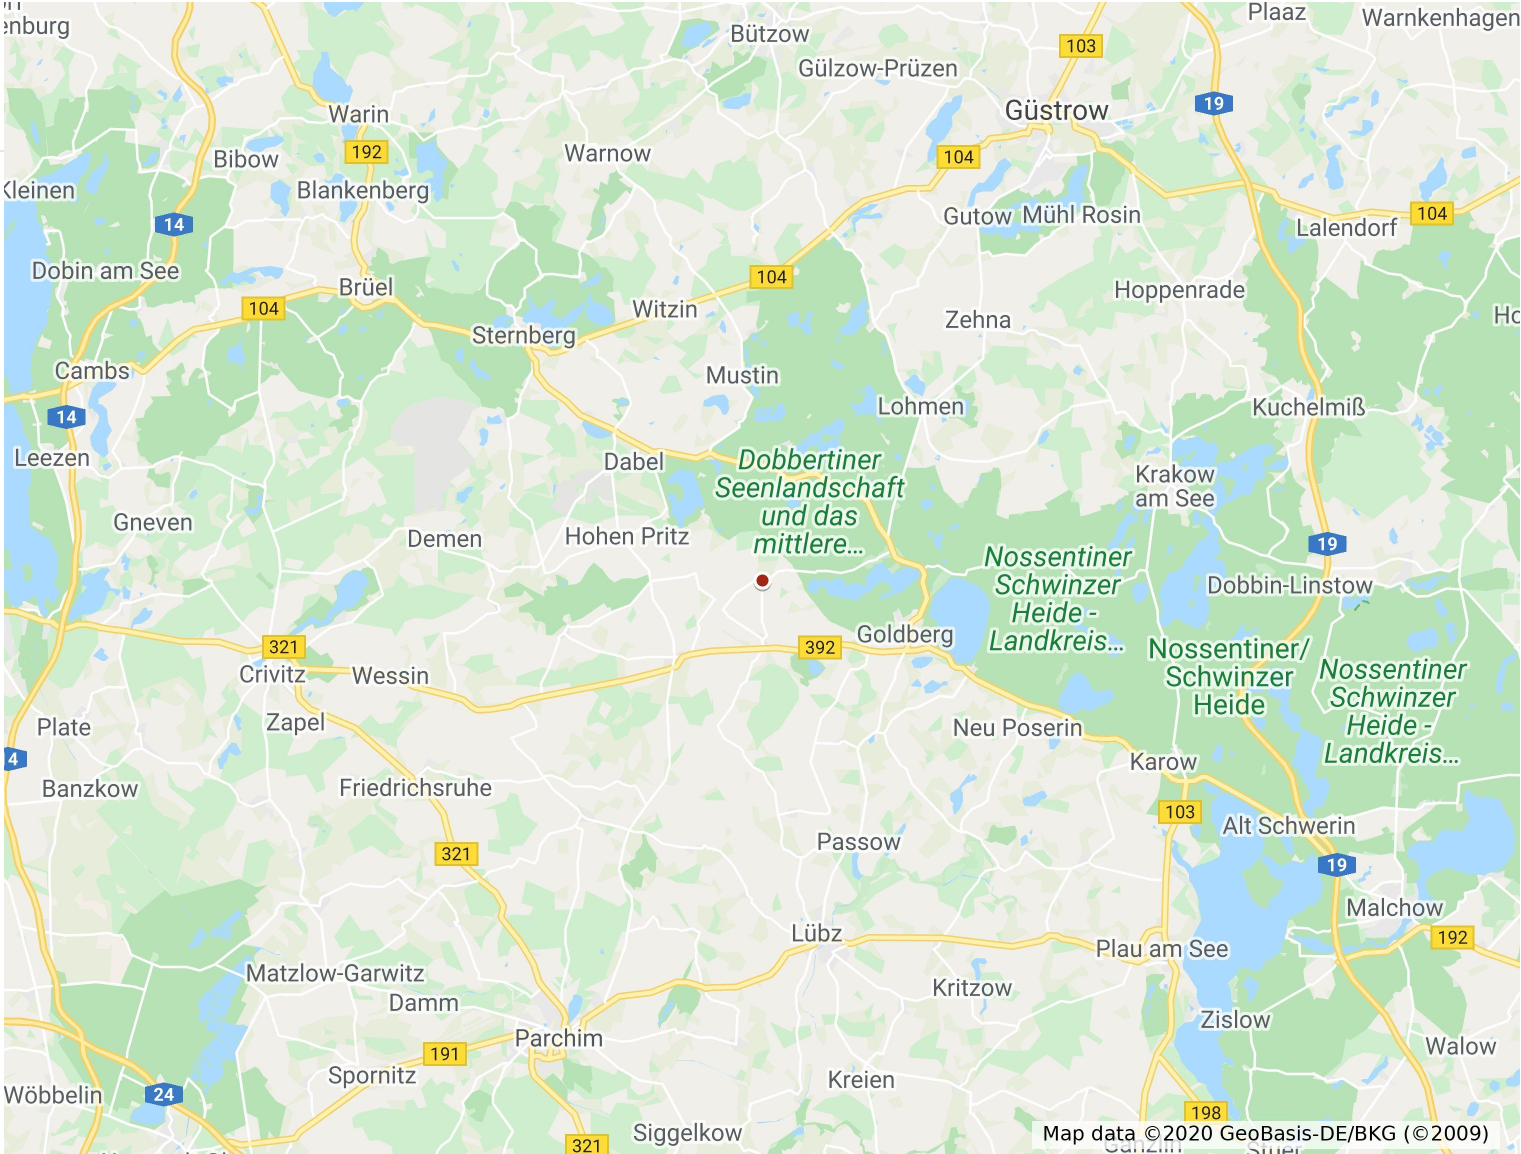 enburg
Bützow
Plaaz
Warnkenhagen
103
Gülzow-Prüzen
Güstrow
19
Warin
192
Bibow
Warnow
104
Kleinen
Blankenberg
14
Gutow
Mühl Rosin
104
Lalendorf
Dobin am See
Brüel
104
Hoppenrade
104
Witzin
Zehna
Ho
Sternberg
Cambs
Mustin
14
Lohmen
Kuchelmiß
Leezen
Dabel
Dobbertiner
Seenlandschaft
und das
mittlere...
Krakow
am See
Gneven
Demen
Hohen Pritz
19
Nossentiner
Schwinzer
Heide -
Landkreis...
Dobbin-Linstow
321
392
Goldberg
Nossentiner/
Schwinzer
Heide
Nossentiner
Schwinzer
Heide -
Landkreis...
Crivitz
Wessin
Plate
Zapel
Neu Poserin
4
Karow
Banzkow
Friedrichsruhe
103
Alt Schwerin
321
Passow
19
Malchow
Lübz
192
Plau am See
Matzlow-Garwitz
Damm
Kritzow
Zislow
Parchim
191
Walow
Spornitz
Kreien
Wöbbelin
24
198
Siggelkow
321
Map data ©2020 GeoBasis-DE/BKG (©2009)